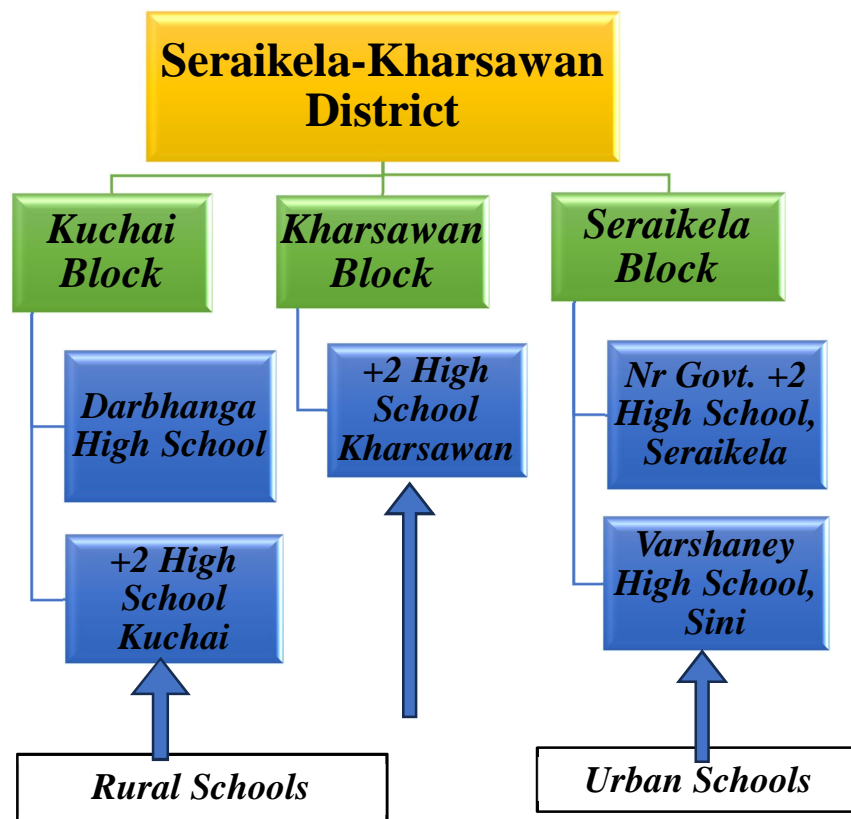 Seraikela-Kharsawan
District
Kuchai
Block
Kharsawan
Block
Seraikela
Block
Darbhanga
High School
+2 High
School
Kuchai
+2 High
School
Kharsawan
Nr Govt. +2
High School,
Seraikela
Varshaney
High School,
Sini
Rural Schools
Urban Schools